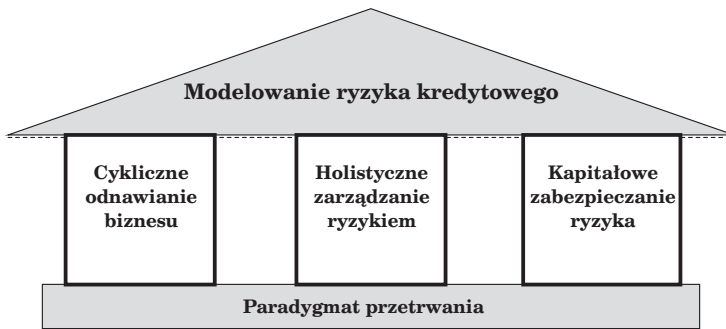 Modelowanie ryzyka kredytowego
Cykliczne
odnawianie
biznesu
Holistyczne
zarządzanie
ryzykiem
Kapitałowe
zabezpieczanie
ryzyka
Paradygmat przetrwania